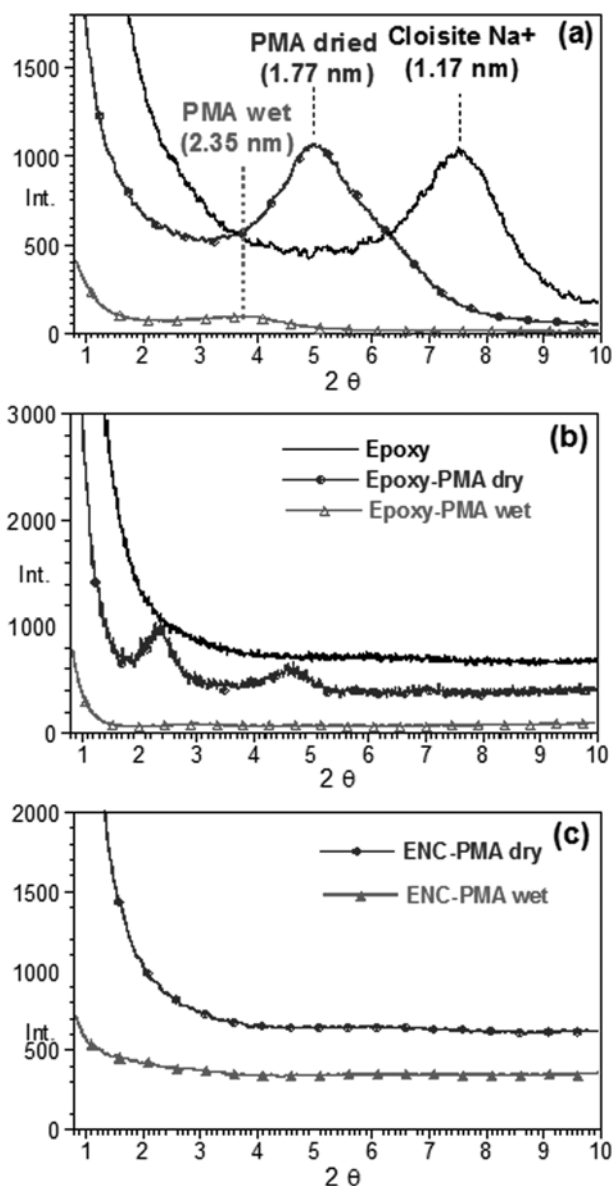 (a)
PMA dried
(1.77 nm)
Cloisite Na+
(1.17 nm)
PMA wet
(2.35 nm)
1500
1000
Int.
500
0
1 2 3 4 5 6 7 8 9 10
2 θ
(b)
Epoxy
Epoxy-PMA dry
Epoxy-PMA wet
3000
2000
Int.
1000
0
1 2 3 4 5 6 7 8 9 10
2 θ
(c)
ENC-PMA dry
ENC-PMA wet
2000
1500
1000
Int.
500
0
1 2 3 4 5 6 7 8 9 10
2 θ